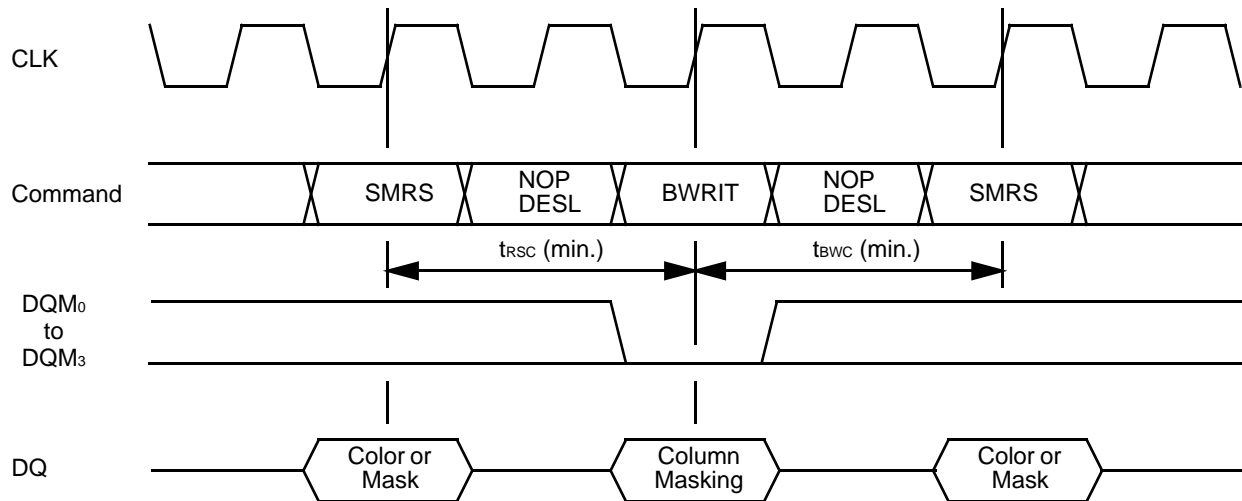 CLK
Command
SMRS
NOP
DESL
BWRIT
NOP
DESL
SMRS
tRSC (min.)
tBWC (min.)
DQM0
to
DQM3
DQ
Color or
Mask
Column
Masking
Color or
Mask